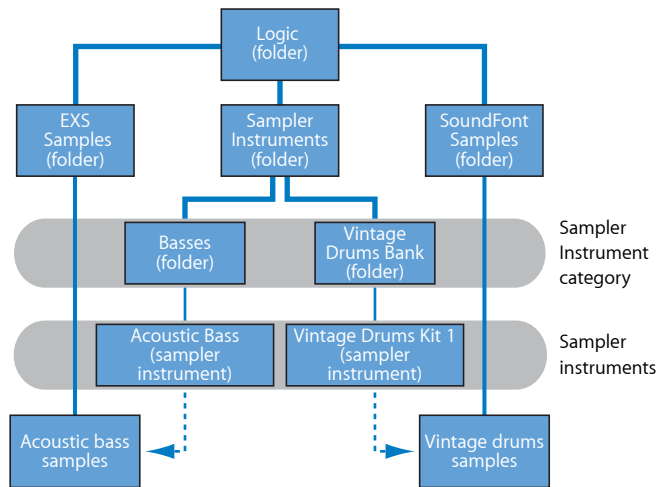 Logic
(folder)
EXS
Samples
(folder)
Sampler
Instruments
(folder)
SoundFont
Samples
(folder)
Basses
(folder)
Vintage
Drums Bank
(folder)
Sampler
Instrument
category
Acoustic Bass
(sampler
instrument)
Vintage Drums Kit 1
(sampler
instrument)
Sampler
instruments
Acoustic bass
samples
Vintage drums
samples